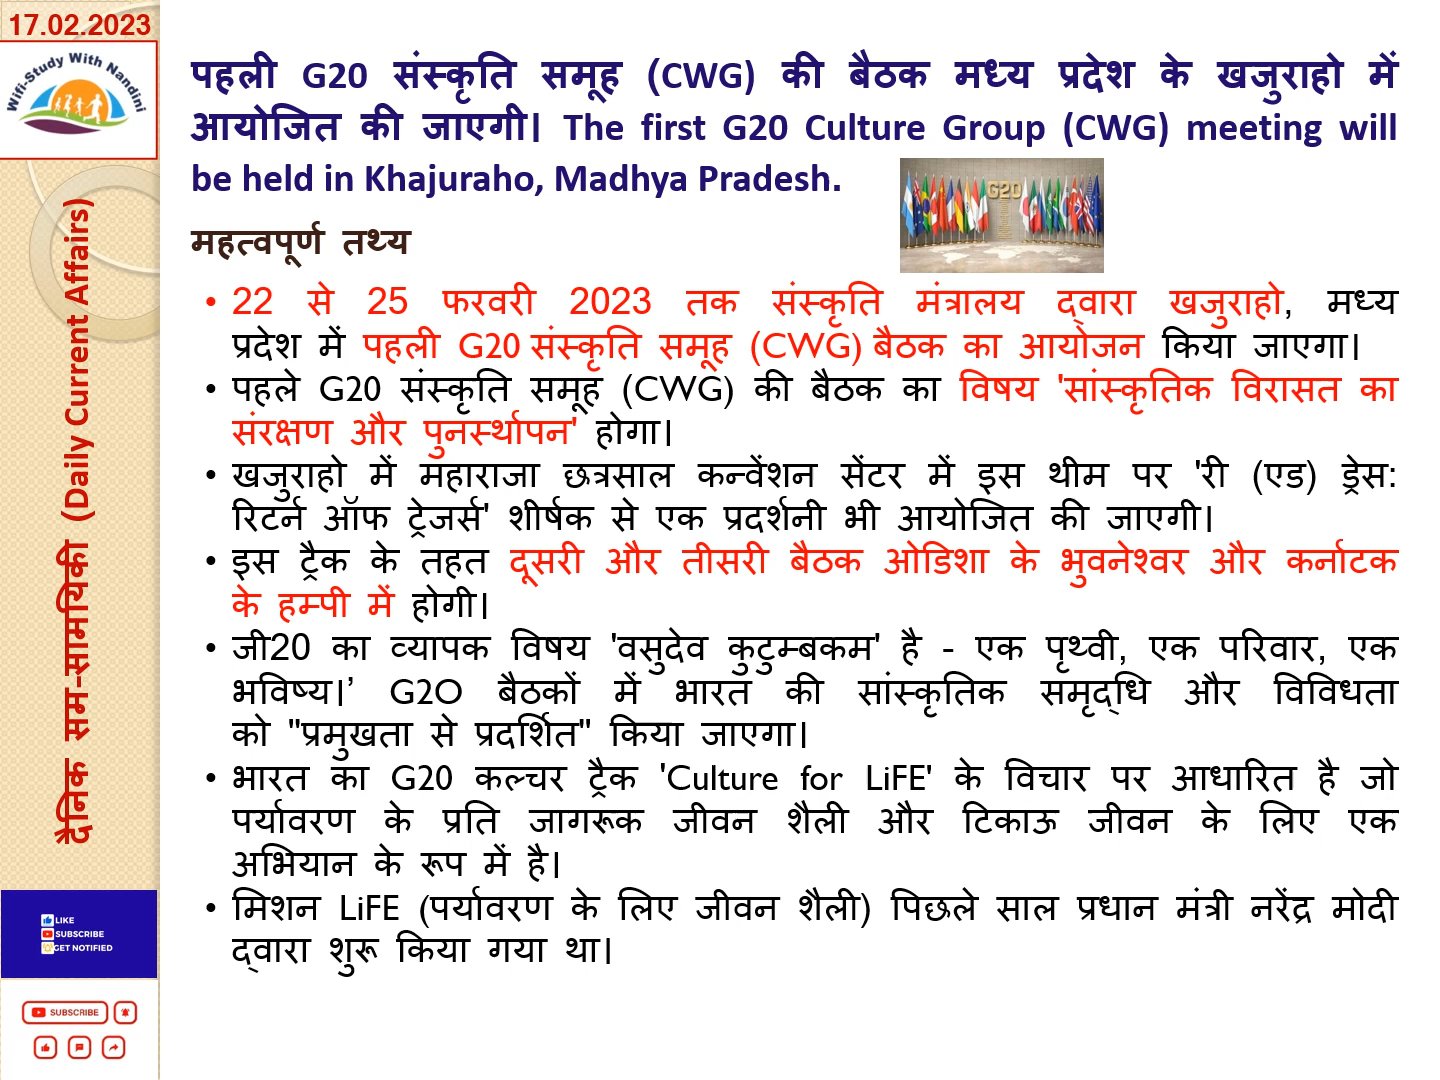 17.02.2023
Wifi-Study With Nandini
दैनिक सम-सामयिकी (Daily Current Affairs)
LIKE
SUBSCRIBE
GET NOTIFIED
SUBSCRIBE
पहली G20 संस्कृति समूह (CWG) की बैठक मध्य प्रदेश के खजुराहो में
आयोजित की जाएगी। The first G20 Culture Group (CWG) meeting will
be held in Khajuraho, Madhya Pradesh.
G20
महत्वपूर्ण तथ्य
• 22 से 25 फरवरी 2023 तक संस्कृति मंत्रालय द्वारा खजुराहो, मध्य
प्रदेश में पहली G20 संस्कृति समूह (CWG) बैठक का आयोजन किया जाएगा।
• पहले G20 संस्कृति समूह (CWG) की बैठक का विषय 'सांस्कृतिक विरासत का
संरक्षण और पुनर्स्थापन' होगा।
• खजुराहो में महाराजा छत्रसाल कन्वेंशन सेंटर में इस थीम पर 'री (एड) ड्रेस:
रिटर्न ऑफ ट्रेजर्स' शीर्षक से एक प्रदर्शनी भी आयोजित की जाएगी।
• इस ट्रैक के तहत दूसरी और तीसरी बैठक ओडिशा के भुवनेश्वर और कर्नाटक
के हम्पी में होगी।
• जी20 का व्यापक विषय 'वसुदेव कुटुम्बकम' है - एक पृथ्वी, एक परिवार, एक
भविष्य।’ G2O बैठकों में भारत की सांस्कृतिक समृद्धि और विविधता
को "प्रमुखता से प्रदर्शित" किया जाएगा।
• भारत का G20 कल्चर ट्रैक 'Culture for LiFE' के विचार पर आधारित है जो
पर्यावरण के प्रति जागरूक जीवन शैली और टिकाऊ जीवन के लिए एक
अभियान के रूप में है।
• मिशन LiFE (पर्यावरण के लिए जीवन शैली) पिछले साल प्रधान मंत्री नरेंद्र मोदी
द्वारा शुरू किया गया था।